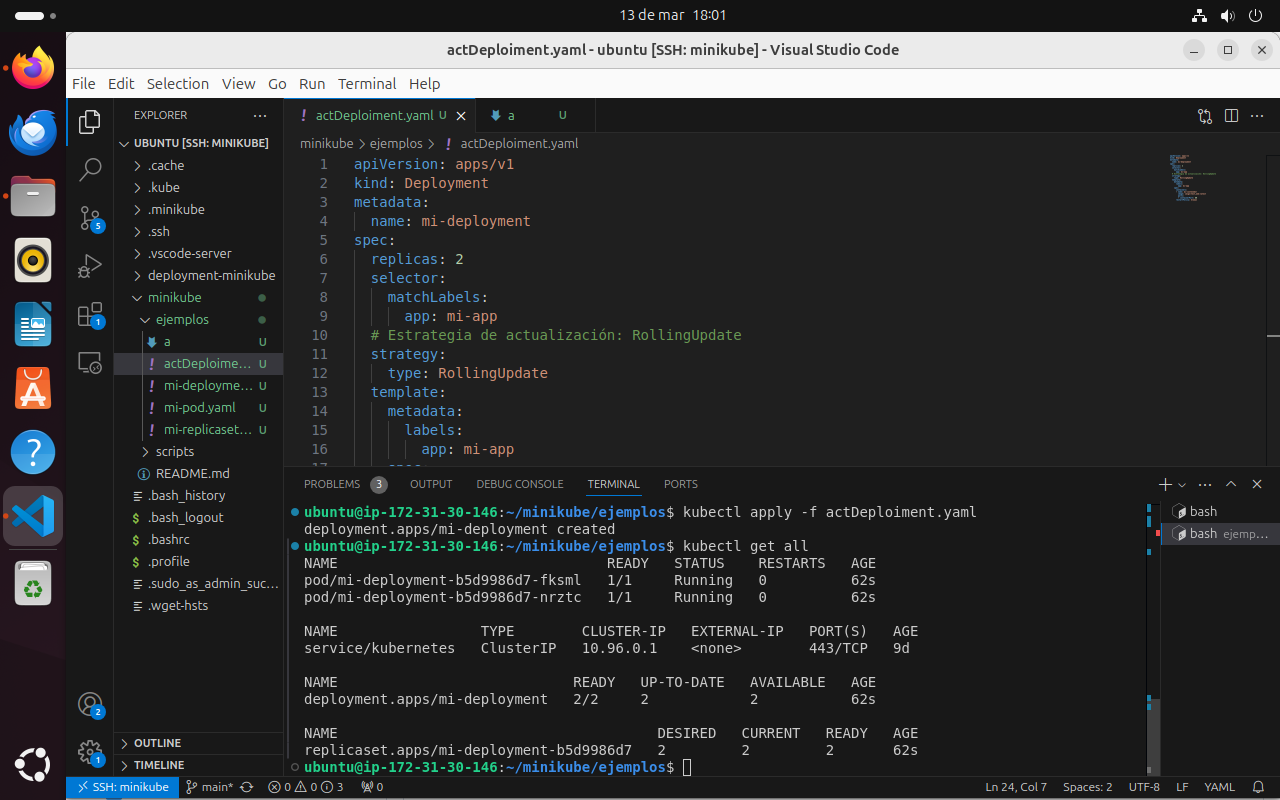 13 de mar 18:01
actDeploiment.yaml - ubuntu [SSH: minikube] - Visual Studio Code
File Edit Selection View Go Run Terminal Help
EXPLORER
UBUNTU [SSH: MINIKUBE]
.cache
.kube
.minikube
.ssh
.vscode-server
deployment-minikube
minikube
ejemplos
a U
actDeploime... U
mi-deployme... U
mi-pod.yaml U
mi-replicaset... U
scripts
README.md
.bash_history
.bash_logout
.bashrc
.profile
.sudo_as_admin_suc...
.wget-hsts
OUTLINE
TIMELINE
5
1
2
1
actDeploiment.yaml U
a U
minikube > ejemplos > ! actDeploiment.yaml
1 apiVersion: apps/v1
2 kind: Deployment
3 metadata:
4 name: mi-deployment
5 spec:
6 replicas: 2
7 selector:
8 matchLabels:
9 app: mi-app
10 # Estrategia de actualización: RollingUpdate
11 strategy:
12 type: RollingUpdate
13 template:
14 metadata:
15 labels:
16 app: mi-app
PROBLEMS 3 OUTPUT DEBUG CONSOLE TERMINAL PORTS
ubuntu@ip-172-31-30-146:~/minikube/ejemplos$ kubectl apply -f actDeploiment.yaml
deployment.apps/mi-deployment created
ubuntu@ip-172-31-30-146:~/minikube/ejemplos$ kubectl get all
NAME READY STATUS RESTARTS AGE
pod/mi-deployment-b5d9986d7-fksml 1/1 Running 0 62s
pod/mi-deployment-b5d9986d7-nrztc 1/1 Running 0 62s
NAME TYPE CLUSTER-IP EXTERNAL-IP PORT(S) AGE
service/kubernetes ClusterIP 10.96.0.1 <none> 443/TCP 9d
NAME READY UP-TO-DATE AVAILABLE AGE
deployment.apps/mi-deployment 2/2 2 2 62s
NAME DESIRED CURRENT READY AGE
replicaset.apps/mi-deployment-b5d9986d7 2 2 2 62s
ubuntu@ip-172-31-30-146:~/minikube/ejemplos$
bash
bash ejemp...
SSH: minikube main* 0 0 3 0 Ln 24, Col 7 Spaces: 2 UTF-8 LF YAML